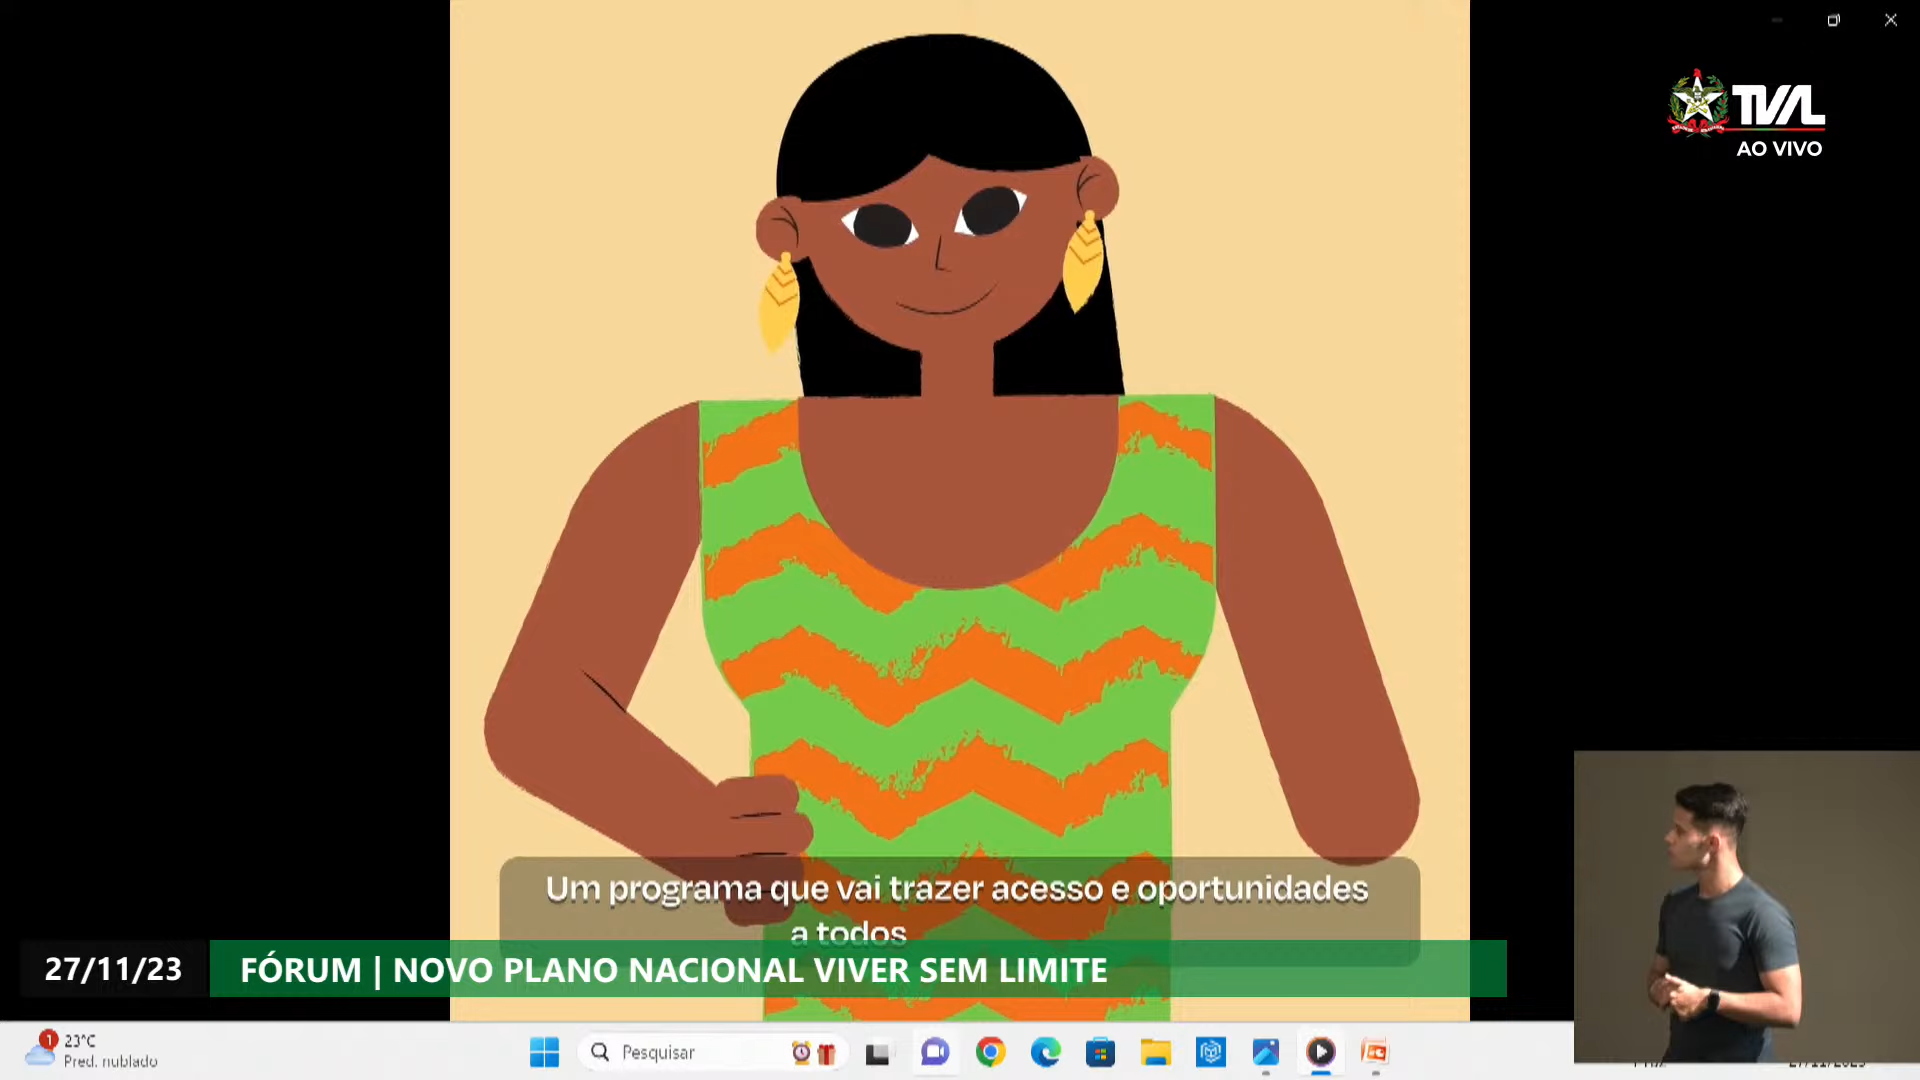 TVAL
AO VIVO
Um programa que vai trazer acesso e oportunidades
a todos
27/11/23
FÓRUM | NOVO PLANO NACIONAL VIVER SEM LIMITE
1
23°C
Pred. nublado
Pesquisar